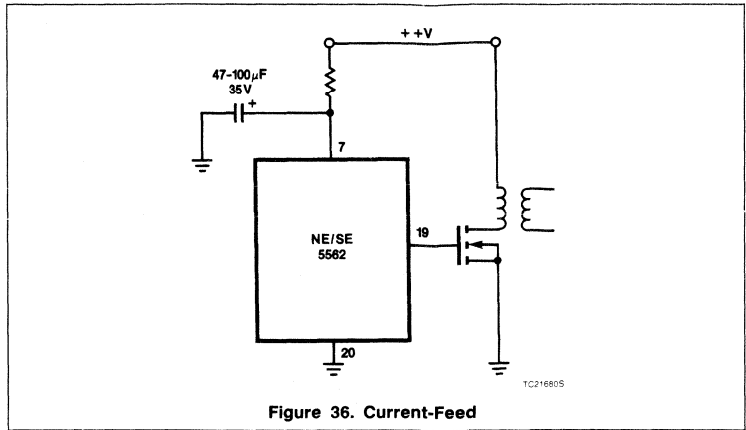 ++V
47-100μF
35V
+
7
NE/SE
5562
19
20
TC21680S
Figure 36. Current-Feed